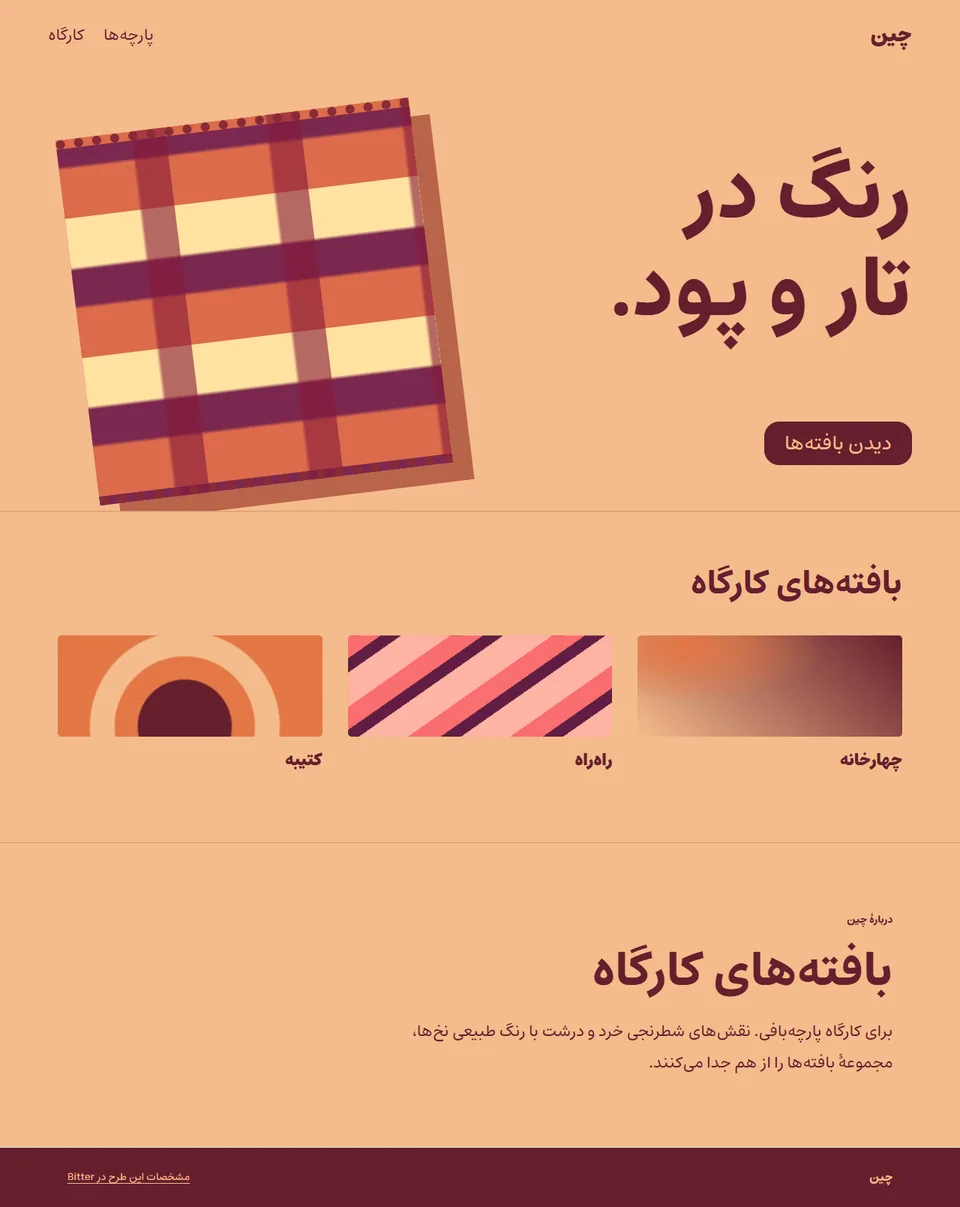 چین
پارچه‌ها
کارگاه
رنگ در
تار و پود.
دیدن بافته‌ها
بافته‌های کارگاه
چهارخانه
راه‌راه
کتیبه
دربارهٔ چین
بافته‌های کارگاه
برای کارگاه پارچه‌بافی. نقش‌های شطرنجی خرد و درشت با رنگ طبیعی نخ‌ها،
مجموعهٔ بافته‌ها را از هم جدا می‌کنند.
چین
مشخصات این طرح در Bitter